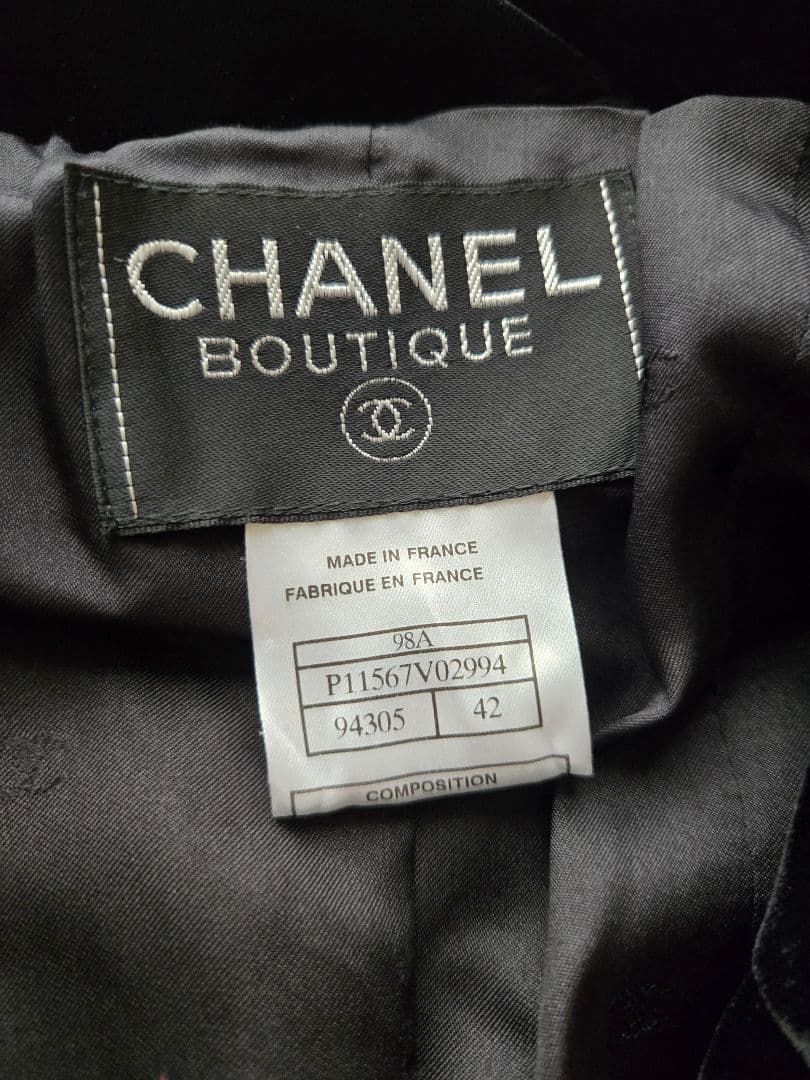 CHANEL
BOUTIQUE
MADE IN FRANCE
FABRIQUE EN FRANCE
98A
P11567V02994
94305 42
COMPOSITION